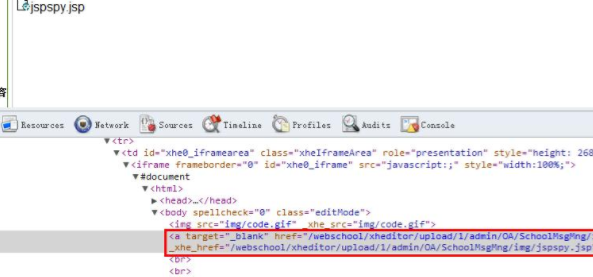 jspspy.jsp
Resources Network Sources Timeline Profiles Audits Console
▼<tr>
▼<td id="xhe0_iframearea" class="xheIframeArea" role="presentation" style="height: 268
▼<iframe frameborder="0" id="xhe0_iframe" src="javascript:;" style="width:100%;">
▼#document
▼<html>
▶<head>…</head>
▼<body spellcheck="0" class="editMode">
<img src="img/code.gif" _xhe_src="img/code.gif">
<a target="_blank" href="/webschool/xheditor/upload/1/admin/OA/SchoolMsgMng/
_xhe_href="/webschool/xheditor/upload/1/admin/OA/SchoolMsgMng/img/jspspy.jsp"
<br>
<br>